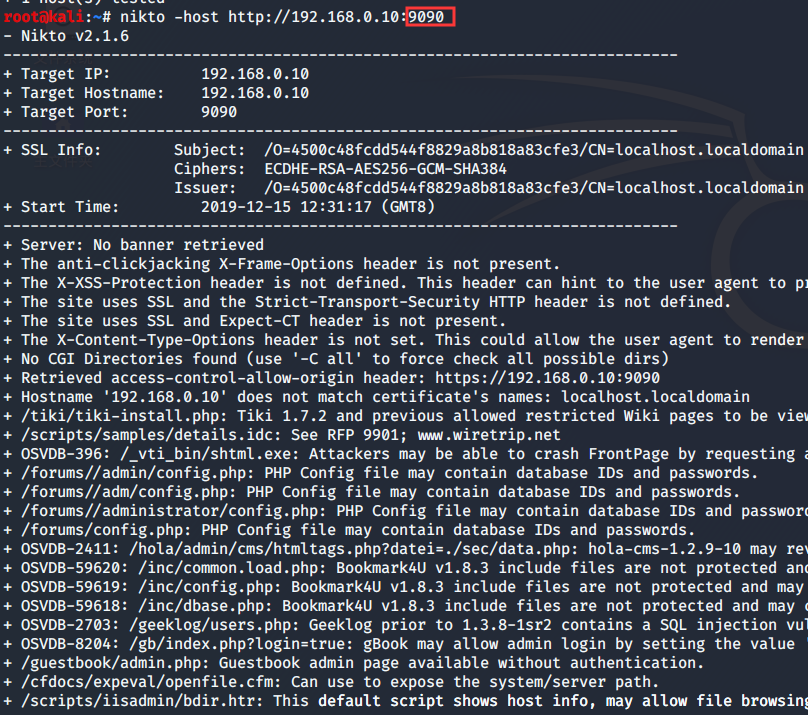 + 1 host(s) tested
root@kali:~# nikto -host http://192.168.0.10:9090
- Nikto v2.1.6
---------------------------------------------------------------------------
+ Target IP: 192.168.0.10
+ Target Hostname: 192.168.0.10
+ Target Port: 9090
---------------------------------------------------------------------------
+ SSL Info: Subject: /O=4500c48fcdd544f8829a8b818a83cfe3/CN=localhost.localdomain
Ciphers: ECDHE-RSA-AES256-GCM-SHA384
Issuer: /O=4500c48fcdd544f8829a8b818a83cfe3/CN=localhost.localdomain
+ Start Time: 2019-12-15 12:31:17 (GMT8)
---------------------------------------------------------------------------
+ Server: No banner retrieved
+ The anti-clickjacking X-Frame-Options header is not present.
+ The X-XSS-Protection header is not defined. This header can hint to the user agent to pr
+ The site uses SSL and the Strict-Transport-Security HTTP header is not defined.
+ The site uses SSL and Expect-CT header is not present.
+ The X-Content-Type-Options header is not set. This could allow the user agent to render
+ No CGI Directories found (use '-C all' to force check all possible dirs)
+ Retrieved access-control-allow-origin header: https://192.168.0.10:9090
+ Hostname '192.168.0.10' does not match certificate's names: localhost.localdomain
+ /tiki/tiki-install.php: Tiki 1.7.2 and previous allowed restricted Wiki pages to be view
+ /scripts/samples/details.idc: See RFP 9901; www.wiretrip.net
+ OSVDB-396: /_vti_bin/shtml.exe: Attackers may be able to crash FrontPage by requesting a
+ /forums//admin/config.php: PHP Config file may contain database IDs and passwords.
+ /forums//adm/config.php: PHP Config file may contain database IDs and passwords.
+ /forums//administrator/config.php: PHP Config file may contain database IDs and password
+ /forums/config.php: PHP Config file may contain database IDs and passwords.
+ OSVDB-2411: /hola/admin/cms/htmltags.php?datei=./sec/data.php: hola-cms-1.2.9-10 may rev
+ OSVDB-59620: /inc/common.load.php: Bookmark4U v1.8.3 include files are not protected and
+ OSVDB-59619: /inc/config.php: Bookmark4U v1.8.3 include files are not protected and may
+ OSVDB-59618: /inc/dbase.php: Bookmark4U v1.8.3 include files are not protected and may c
+ OSVDB-2703: /geeklog/users.php: Geeklog prior to 1.3.8-1sr2 contains a SQL injection vul
+ OSVDB-8204: /gb/index.php?login=true: gBook may allow admin login by setting the value '
+ /guestbook/admin.php: Guestbook admin page available without authentication.
+ /cfdocs/expeval/openfile.cfm: Can use to expose the system/server path.
+ /scripts/iisadmin/bdir.htr: This default script shows host info, may allow file browsing